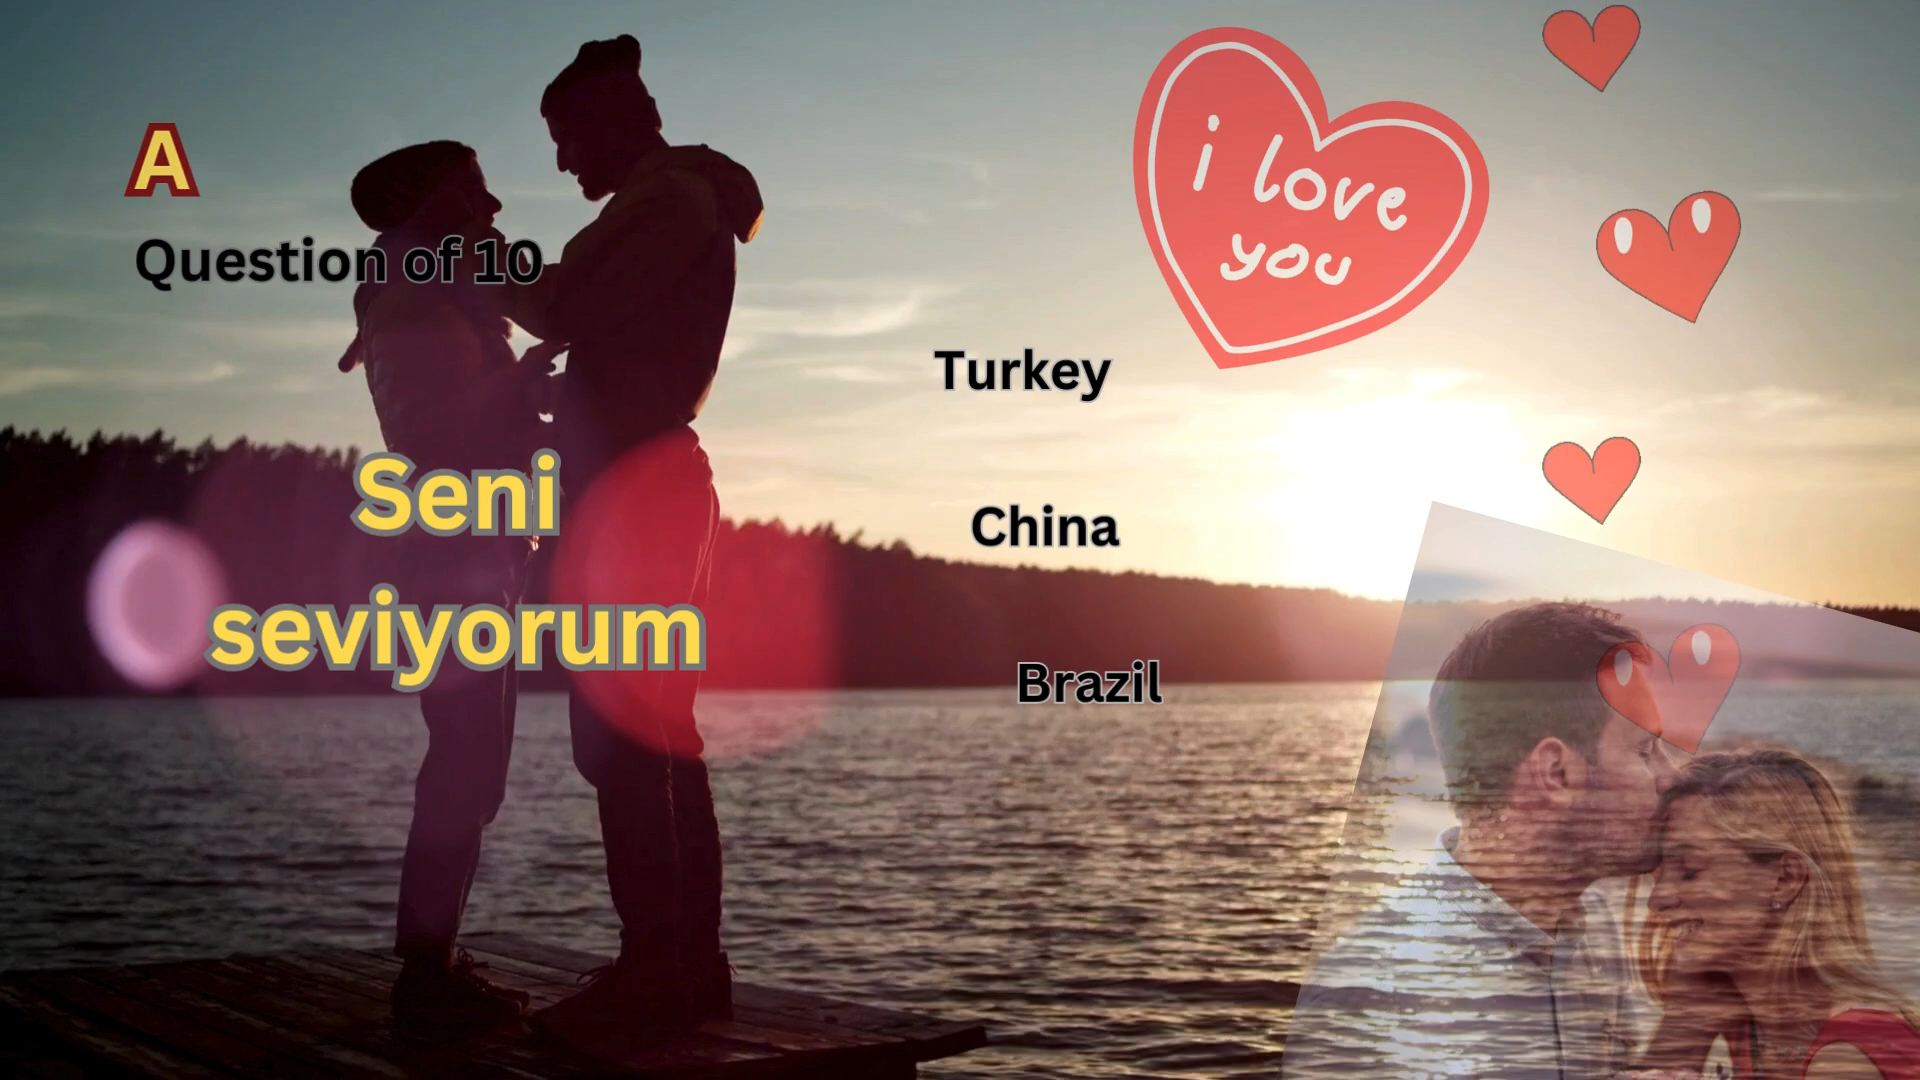 A
Question of 10
Seni
seviyorum
i love
you
Turkey
China
Brazil